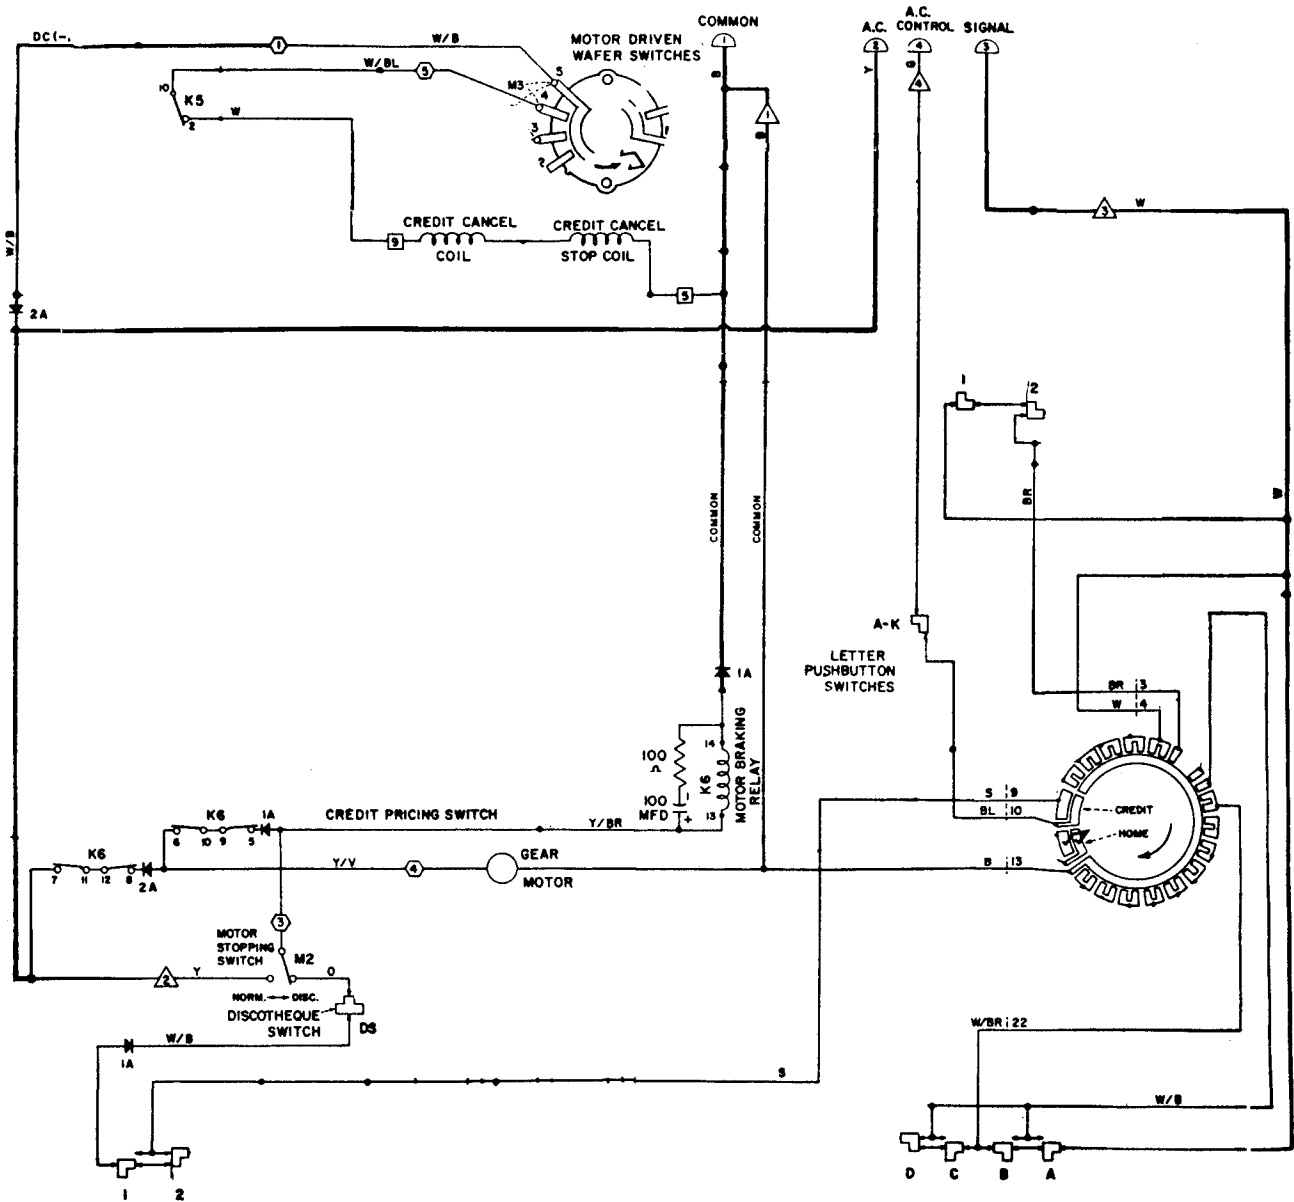 COMMON
A.C.
A.C.
CONTROL
SIGNAL
1
2
4
3
DC(-,
1
W/B
MOTOR DRIVEN
WAFER SWITCHES
W/BL
5
M3
5
4
3
2
1
10
K5
2
W
B
1
B
Y
B
4
3
W
W/B
CREDIT CANCEL
COIL
CREDIT CANCEL
STOP COIL
9
5
2A
1
2
BR
W
COMMON
COMMON
A-K
LETTER
PUSHBUTTON
SWITCHES
1A
BR
3
W
4
100
Ω
100
MFD
+
14
K6
13
MOTOR BRAKING
RELAY
S
9
BL
10
CREDIT
HOME
K6
1A
6
10
9
5
CREDIT PRICING SWITCH
Y/BR
K6
7
11
12
8
2A
Y/V
4
GEAR
MOTOR
B
13
3
MOTOR
STOPPING
SWITCH
M2
2
Y
O
NORM.
DISC.
DISCOTHEQUE
SWITCH
DS
W/BR
22
1A
W/B
S
W/B
1
2
D
C
B
A